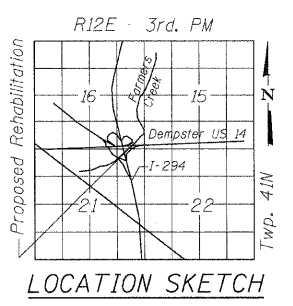 R12E - 3rd. PM
Proposed Rehabilitation
16
Farmers
Creek
15
N
Dempster US 14
I-294
21
22
Twp. 41N
LOCATION SKETCH